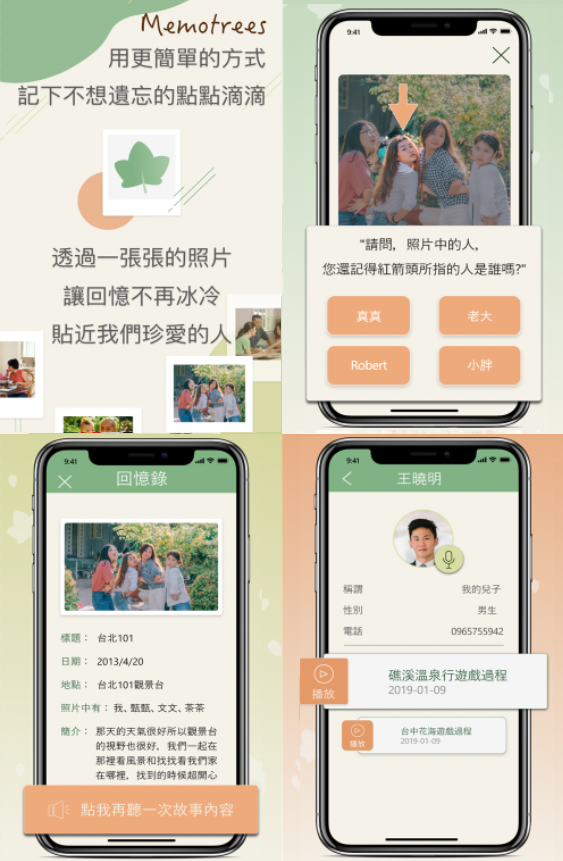 Memotrees
用更簡單的方式
記下不想遺忘的點點滴滴
透過一張張的照片
讓回憶不再冰冷
貼近我們珍愛的人
9:41
"請問, 照片中的人,
您還記得紅箭頭所指的人是誰嗎?"
真真
老大
Robert
小胖
9:41
回憶錄
標題： 台北101
日期： 2013/4/20
地點： 台北101觀景台
照片中有： 我、甄甄、文文、茶茶
簡介： 那天的天氣很好所以觀景台
的視野也很好， 我們一起在
那裡看風景和找找看我們家
在哪裡， 找到的時候超開心
點我再聽一次故事內容
9:41
王曉明
稱謂 我的兒子
性別 男生
電話 0965755942
播放
礁溪溫泉行遊戲過程
2019-01-09
播放
台中花海遊戲過程
2019-01-09